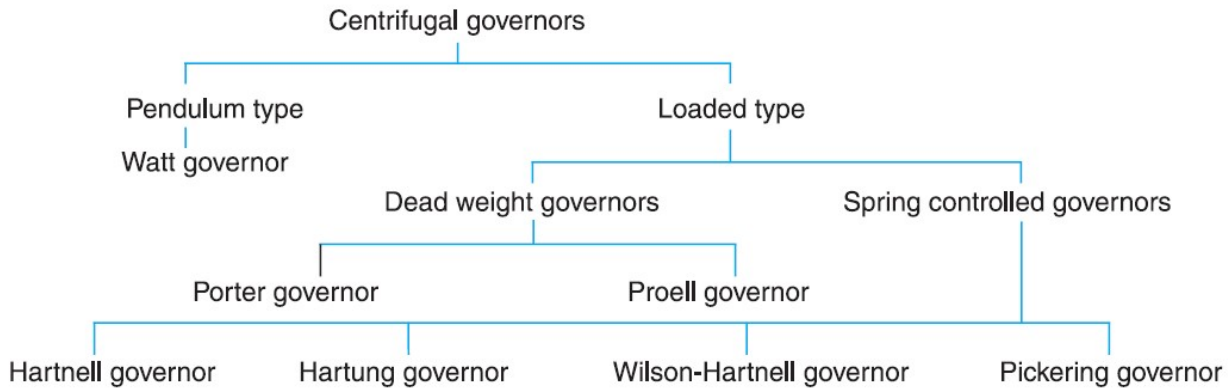 Centrifugal governors
Pendulum type
Loaded type
Watt governor
Dead weight governors
Spring controlled governors
Porter governor
Proell governor
Hartnell governor
Hartung governor
Wilson-Hartnell governor
Pickering governor